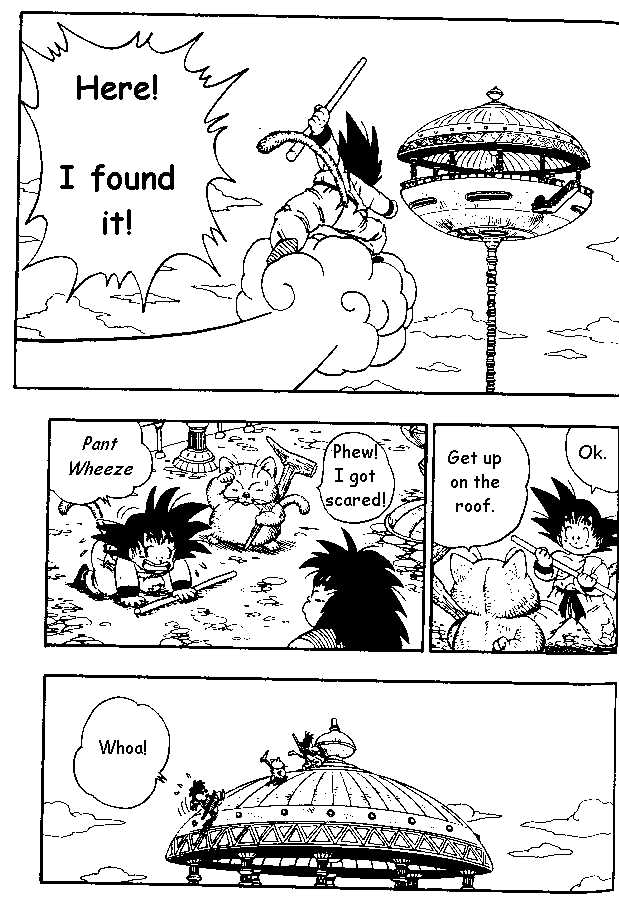 Here!
I found
it!
Pant
Wheeze
Phew!
I got
scared!
Get up
on the
roof.
Ok.
Whoa!